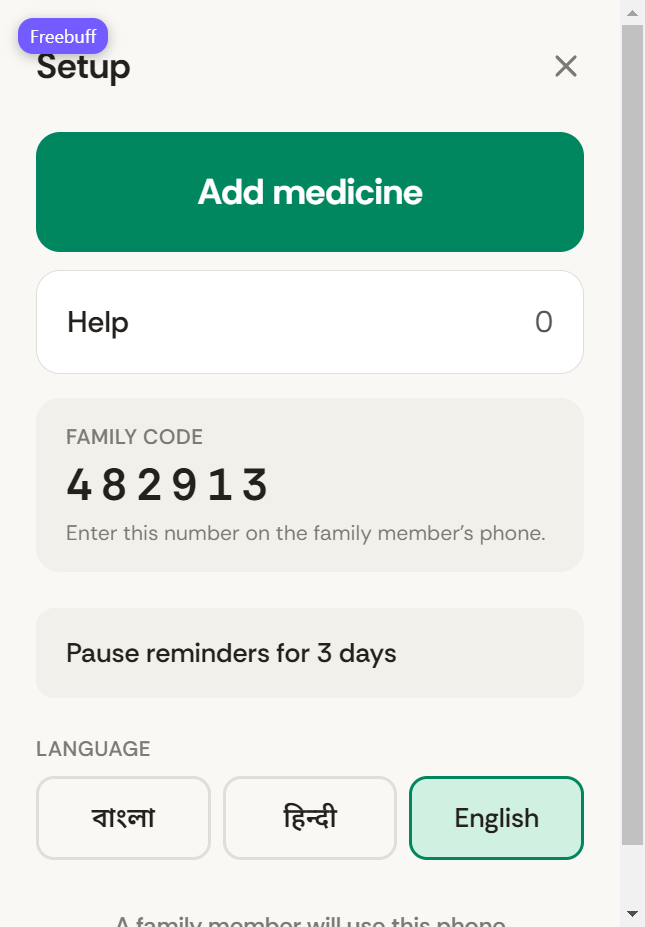 Freebuff
Setup
Add medicine
Help 0
FAMILY CODE
482913
Enter this number on the family member's phone.
Pause reminders for 3 days
LANGUAGE
বাংলা हिन्दी English
A family member will use this phone